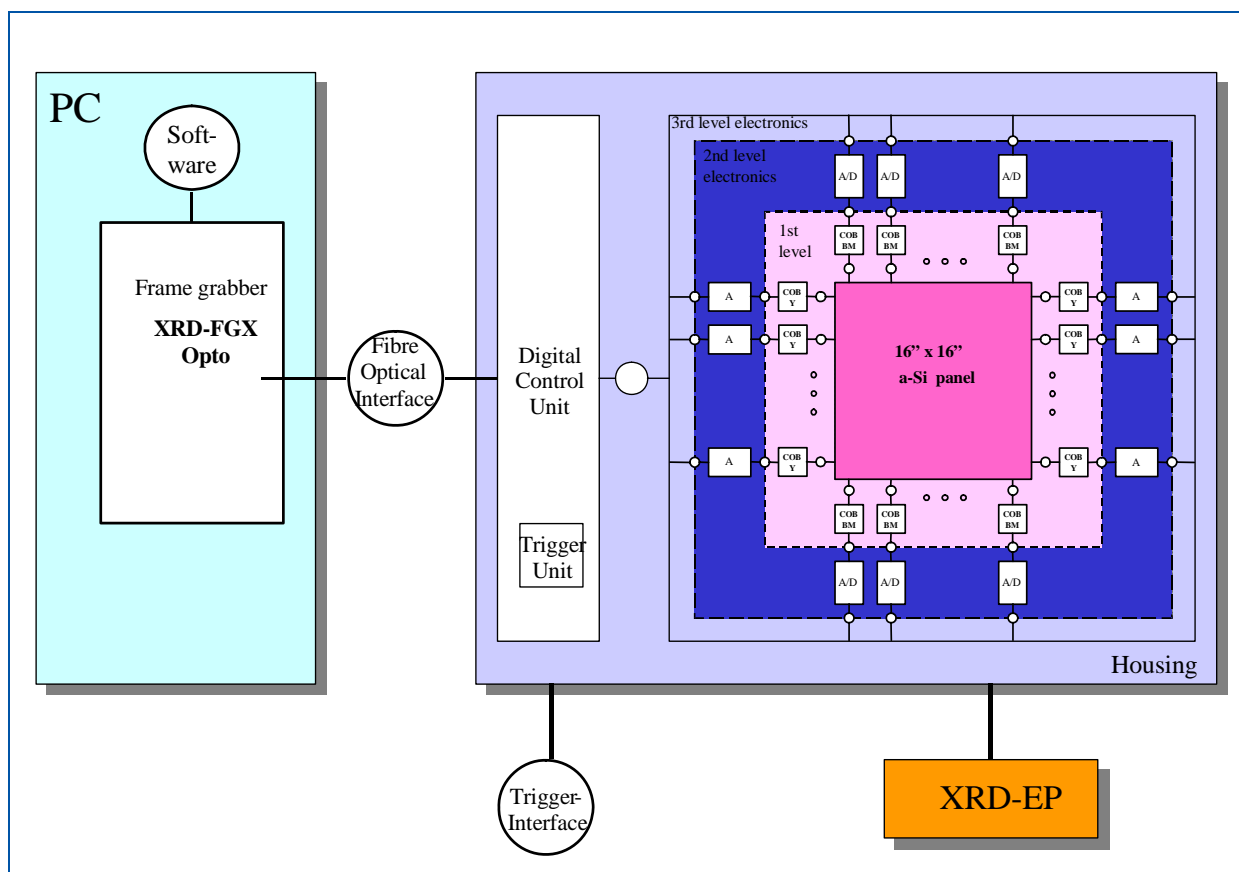 PC
Soft-
ware
Frame grabber
XRD-FGX
Opto
Fibre
Optical
Interface
Digital
Control
Unit
Trigger
Unit
3rd level electronics
2nd level
electronics
1st
level
A/D A/D A/D
COB COB COB
BM BM BM
A COB COB A
Y Y
A COB COB A
Y Y
16” x 16”
a-Si panel
A COB COB A
Y Y
COB COB COB
BM BM BM
A/D A/D A/D
Housing
Trigger-
Interface
XRD-EP